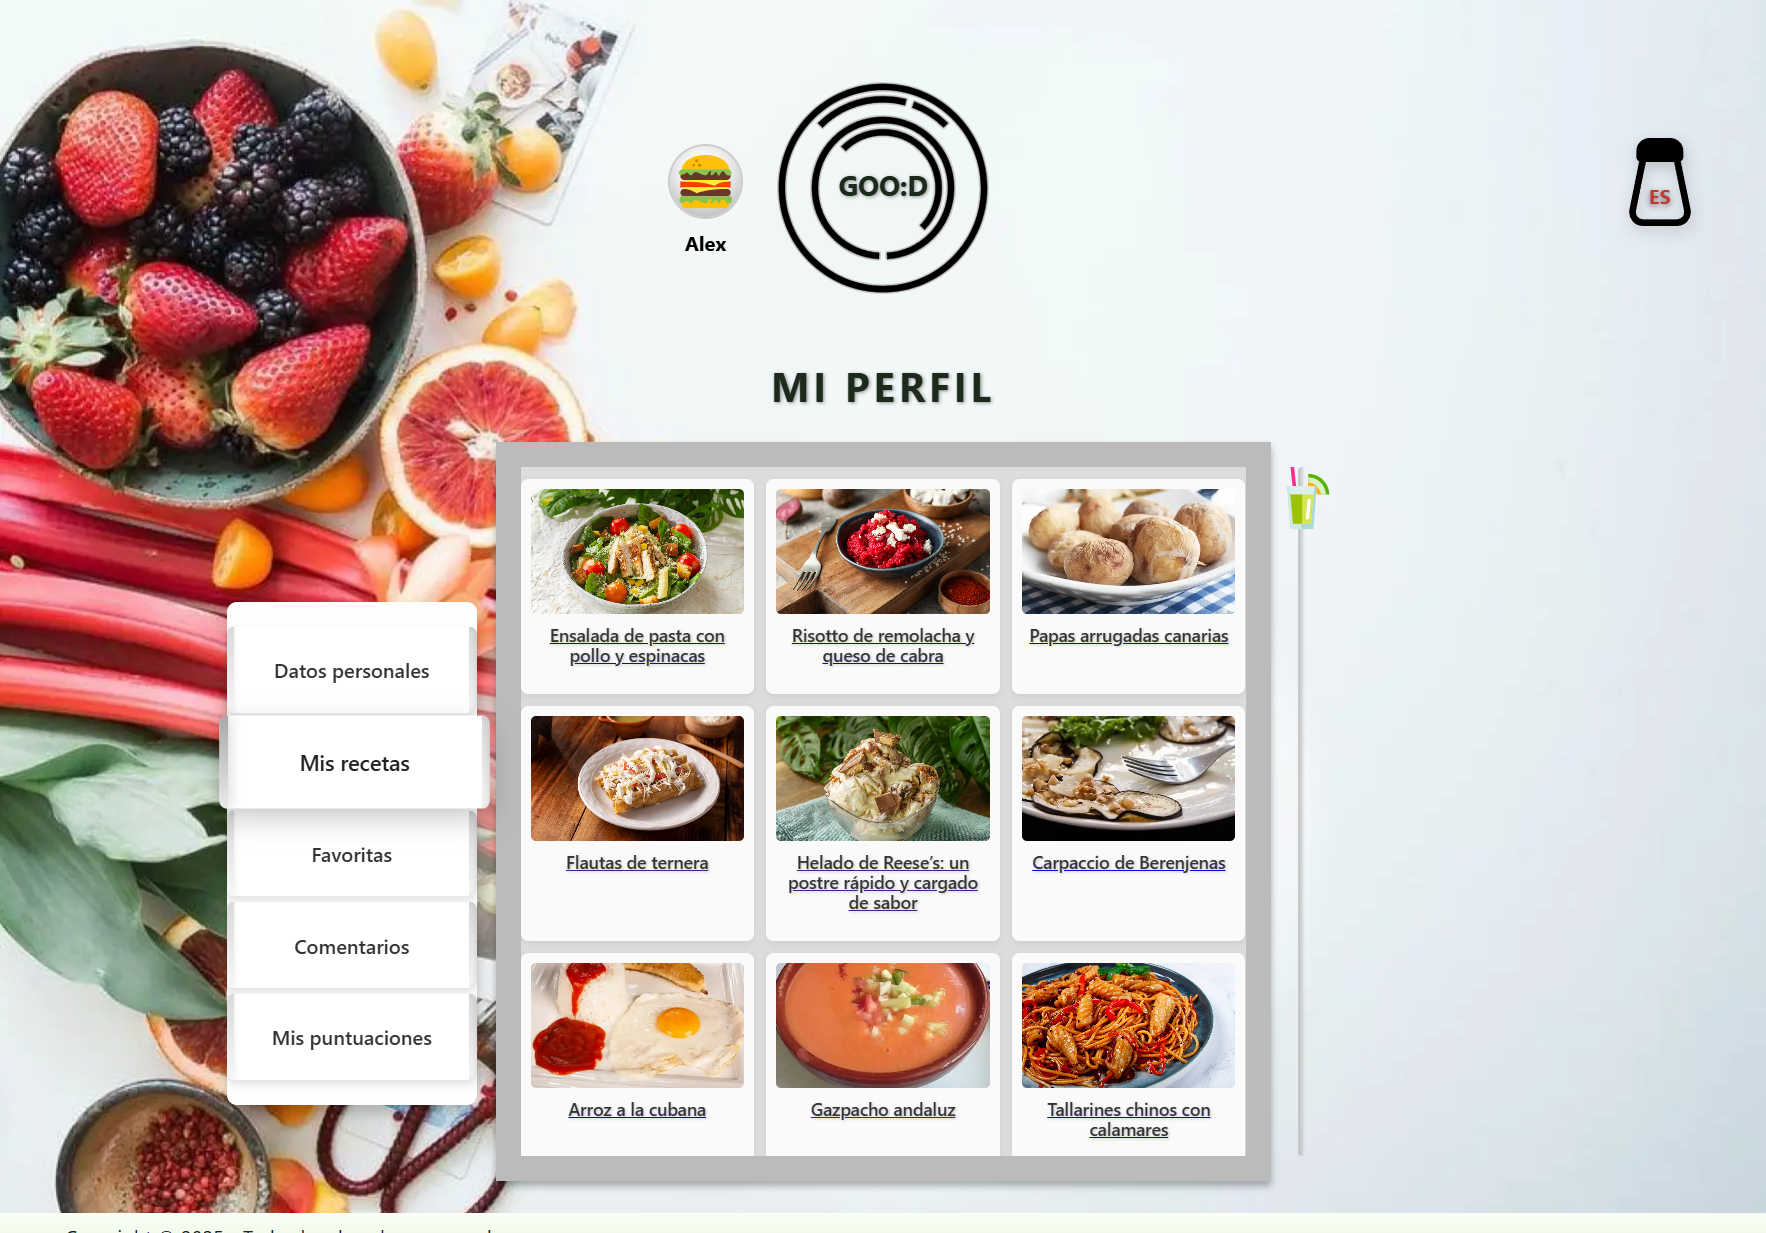 GOO:D
Alex
ES
MI PERFIL
Datos personales
Mis recetas
Favoritas
Comentarios
Mis puntuaciones
Ensalada de pasta con
pollo y espinacas
Risotto de remolacha y
queso de cabra
Papas arrugadas canarias
Flautas de ternera
Helado de Reese’s: un
postre rápido y cargado
de sabor
Carpaccio de Berenjenas
Arroz a la cubana
Gazpacho andaluz
Tallarines chinos con
calamares